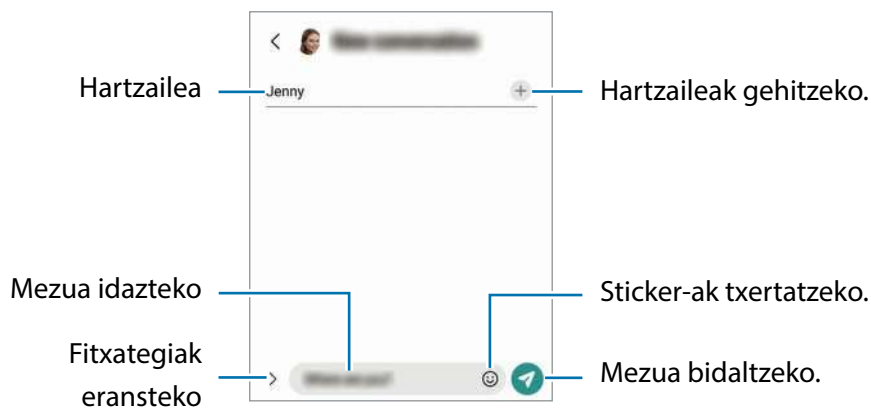 Hartzailea
Jenny
Hartzaileak gehitzeko.
Mezua idazteko
Sticker-ak txertatzeko.
Fitxategiak
eransteko
Mezua bidaltzeko.